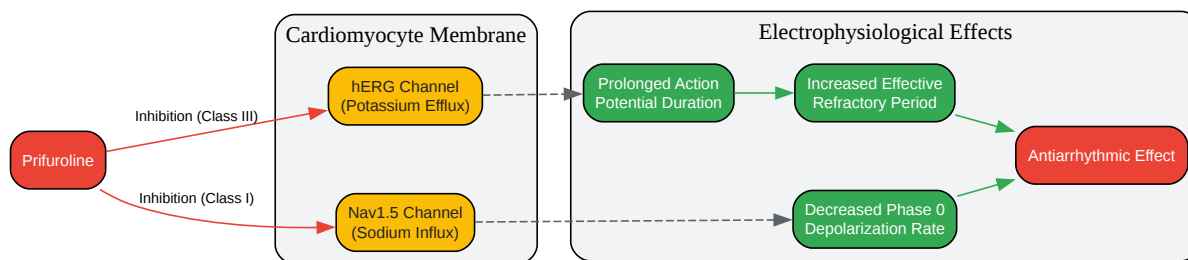 Cardiomyocyte Membrane
Electrophysiological Effects
Prifuroline
Inhibition (Class III)
Inhibition (Class I)
hERG Channel
(Potassium Efflux)
Nav1.5 Channel
(Sodium Influx)
Prolonged Action
Potential Duration
Increased Effective
Refractory Period
Decreased Phase 0
Depolarization Rate
Antiarrhythmic Effect